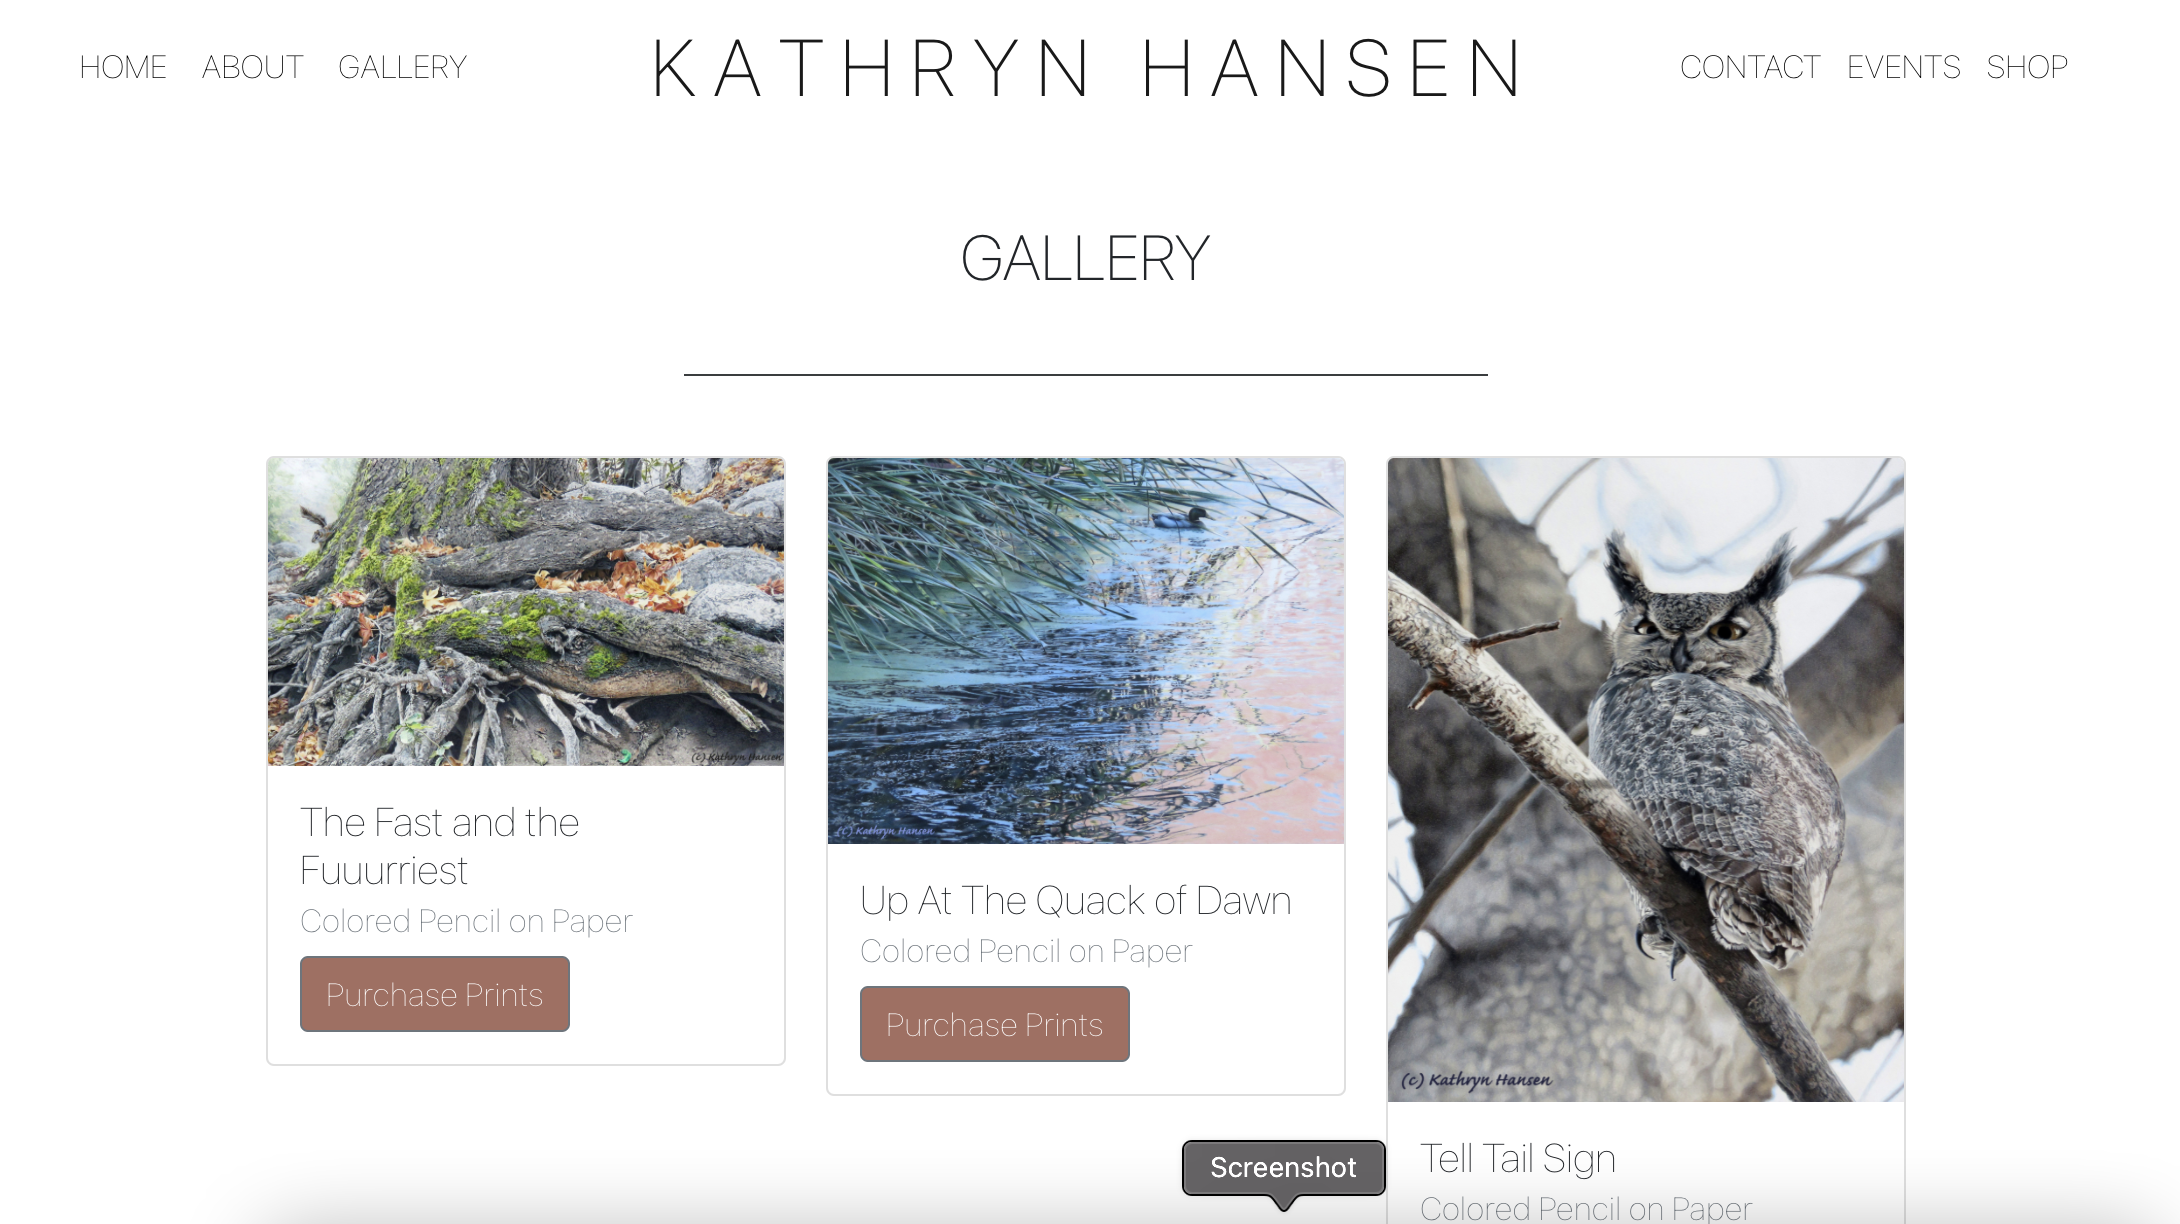 HOME ABOUT GALLERY KATHRYN HANSEN CONTACT EVENTS SHOP
GALLERY
(c) Kathryn Hansen
The Fast and the
Fuuurriest
Colored Pencil on Paper
Purchase Prints
(C) Kathryn Hansen
Up At The Quack of Dawn
Colored Pencil on Paper
Purchase Prints
(c) Kathryn Hansen
Tell Tail Sign
Colored Pencil on Paper
Screenshot